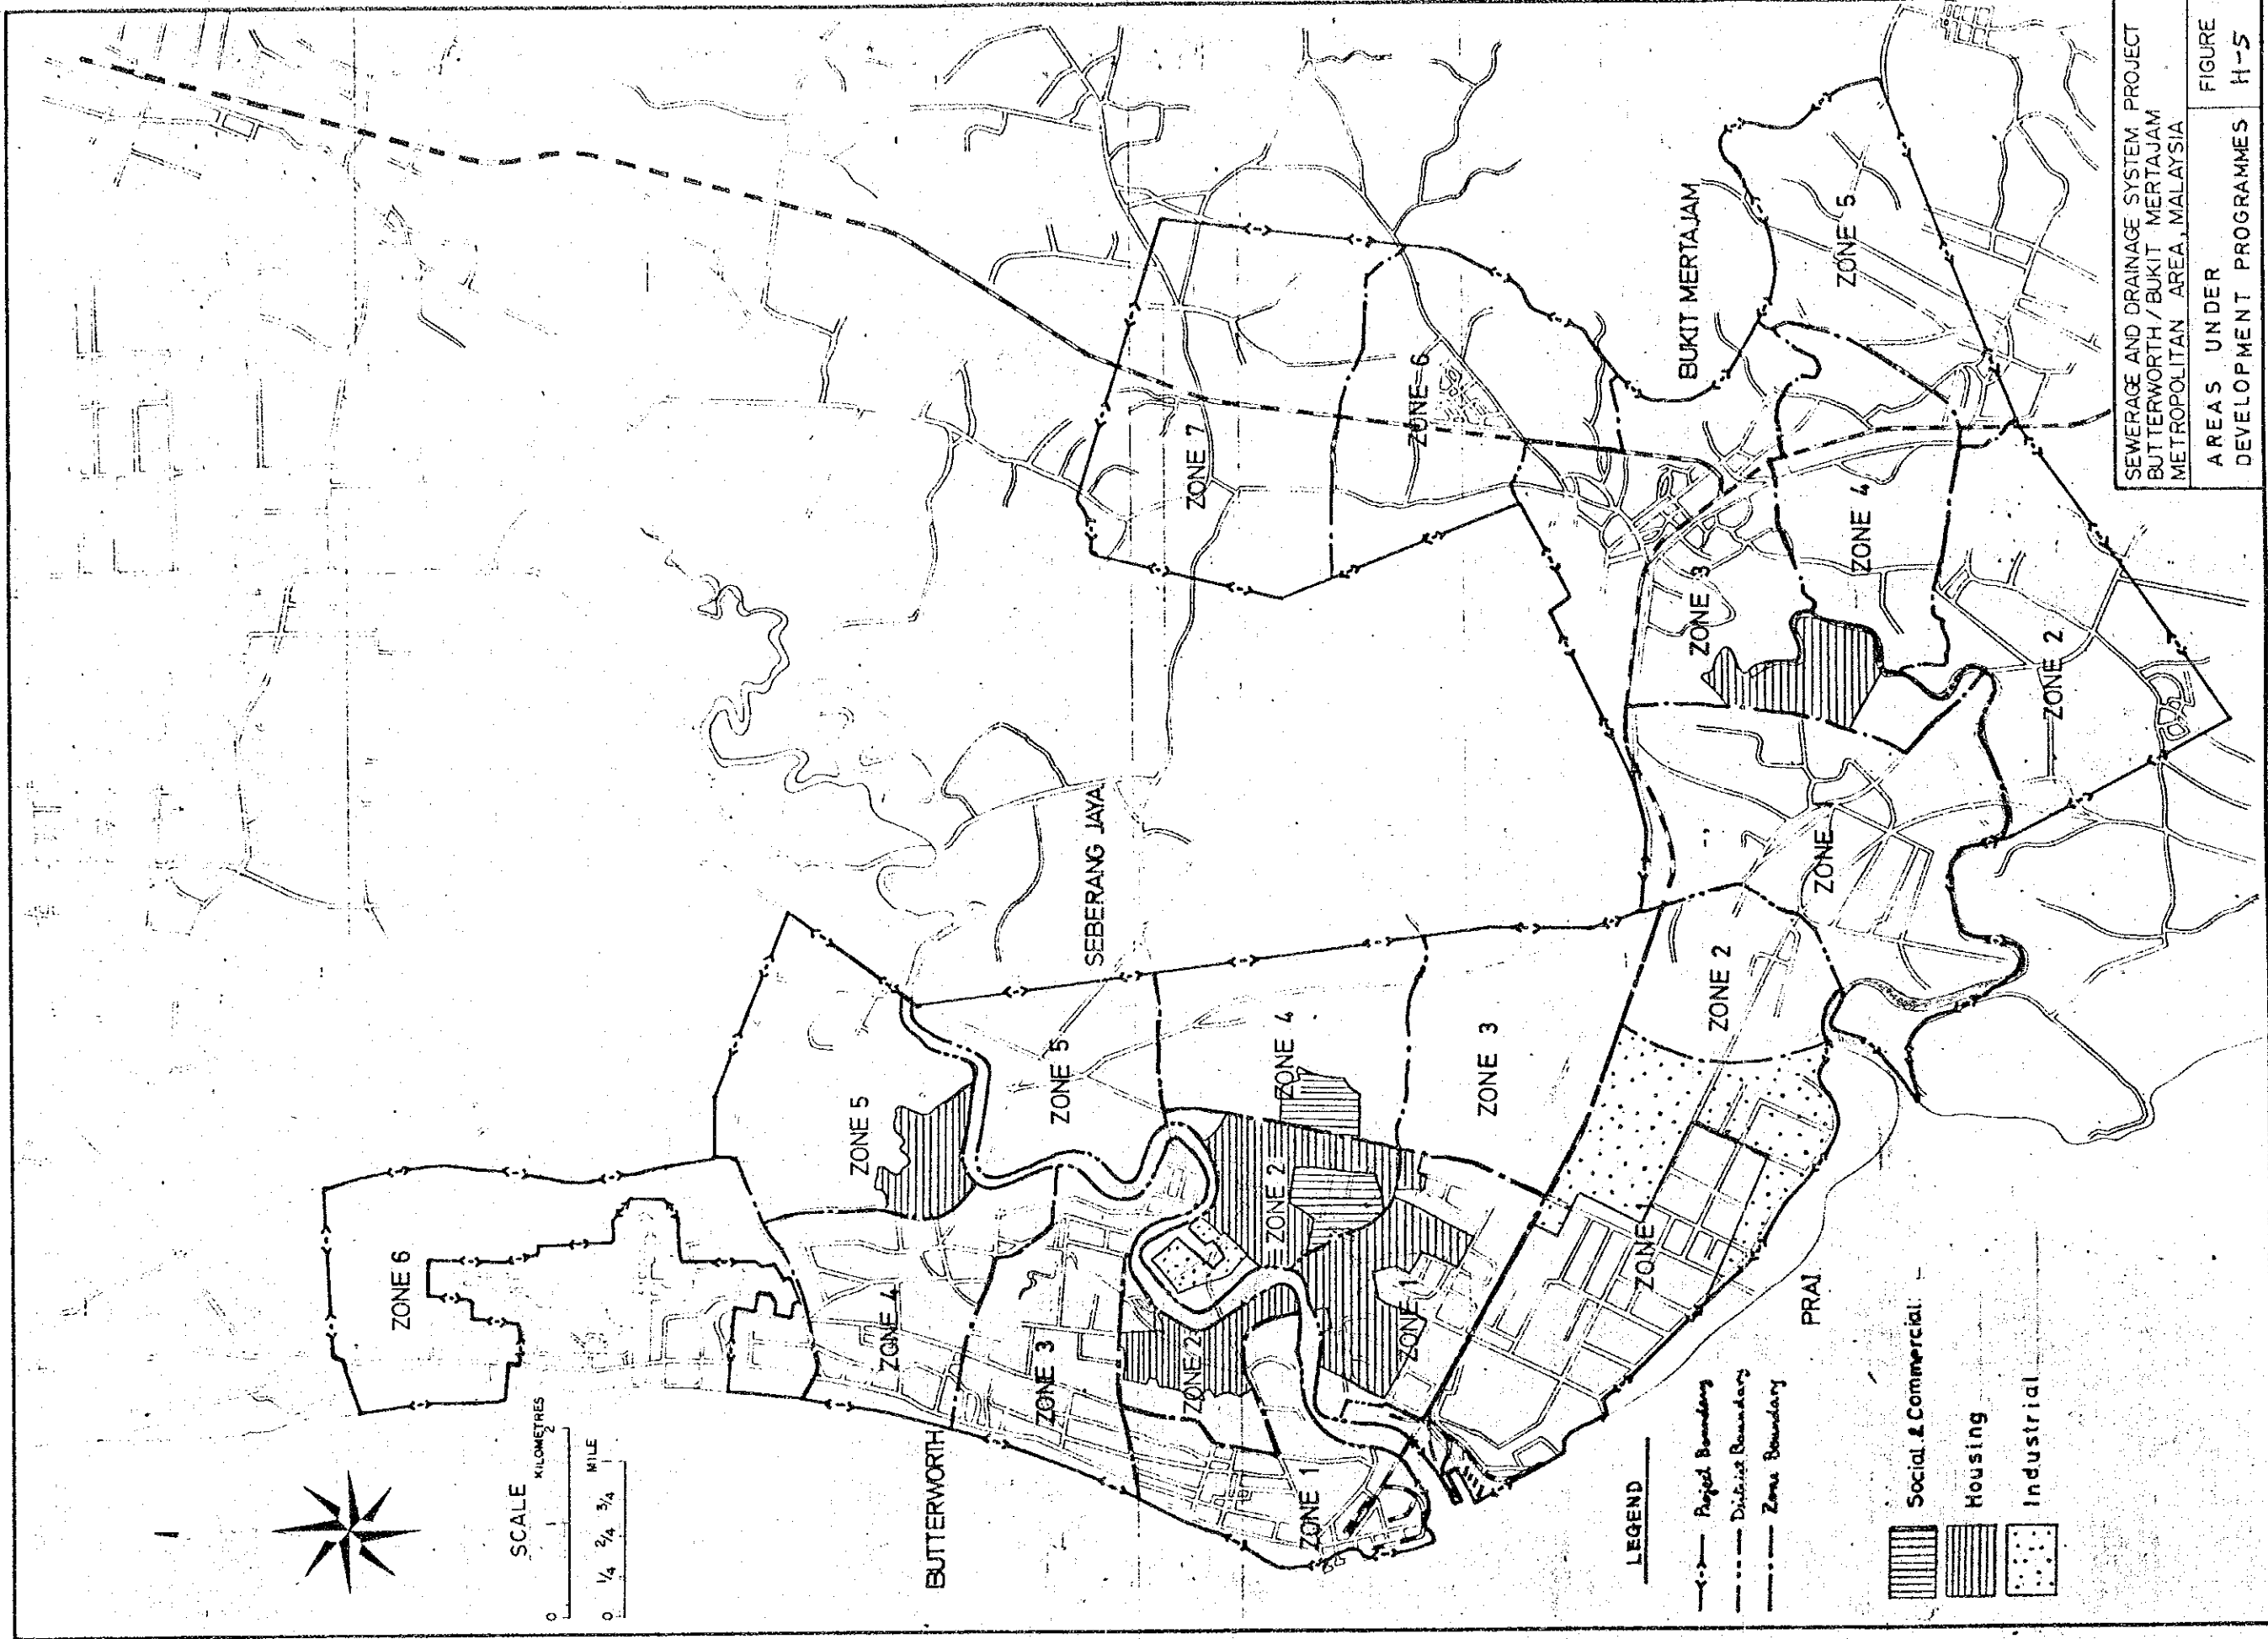 SEWERAGE AND DRAINAGE SYSTEM PROJECT
BUTTERWORTH / BUKIT MERTAJAM
METROPOLITAN AREA, MALAYSIA
AREAS UNDER
DEVELOPMENT PROGRAMMES
FIGURE
H-5
SCALE
KILOMETRES
0 1 2
MILE
0 1/4 2/4 3/4 1
BUTTERWORTH
ZONE 6
ZONE 5
ZONE 4
ZONE 3
ZONE 2
ZONE 1
SEBERANG JAYA
ZONE 5
ZONE 4
ZONE 3
ZONE 2
ZONE 1
PRAI
ZONE 2
ZONE 1
BUKIT MERTAJAM
ZONE 7
ZONE 6
ZONE 5
ZONE 4
ZONE 3
ZONE 2
ZONE
LEGEND
Project Boundary
District Boundary
Zone Boundary
Social & Commercial
Housing
Industrial